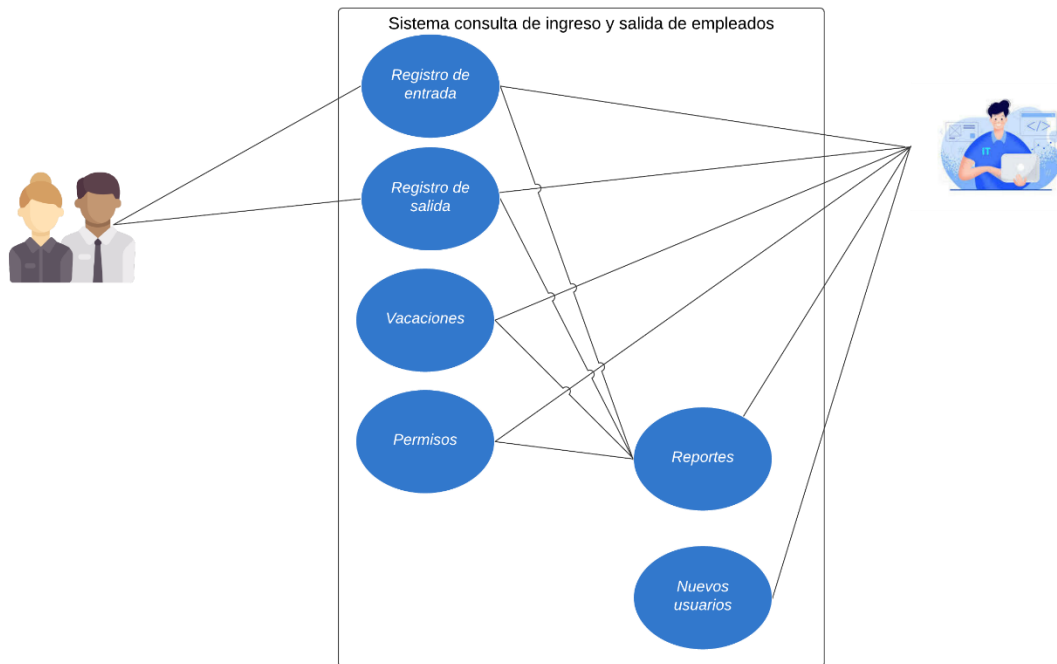 Sistema consulta de ingreso y salida de empleados
Registro de
entrada
Registro de
salida
Vacaciones
Permisos
Reportes
Nuevos
usuarios
IT
</>